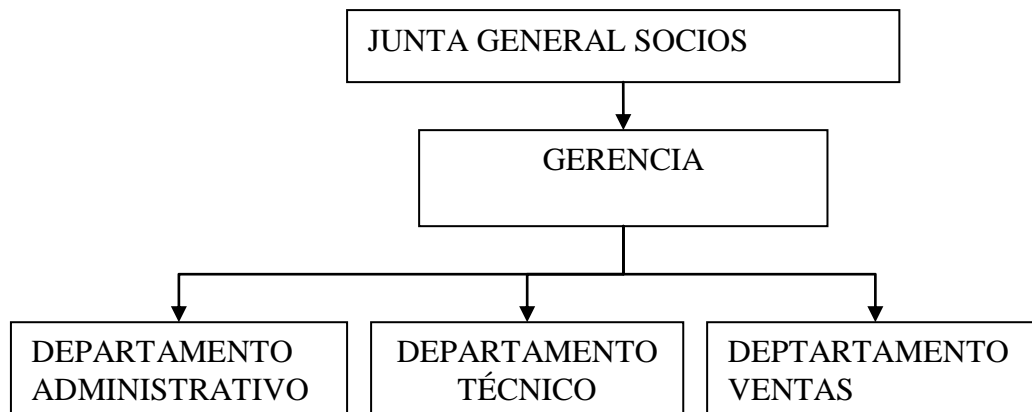 JUNTA GENERAL SOCIOS
GERENCIA
DEPARTAMENTO
ADMINISTRATIVO
DEPARTAMENTO
TÉCNICO
DEPTARTAMENTO
VENTAS